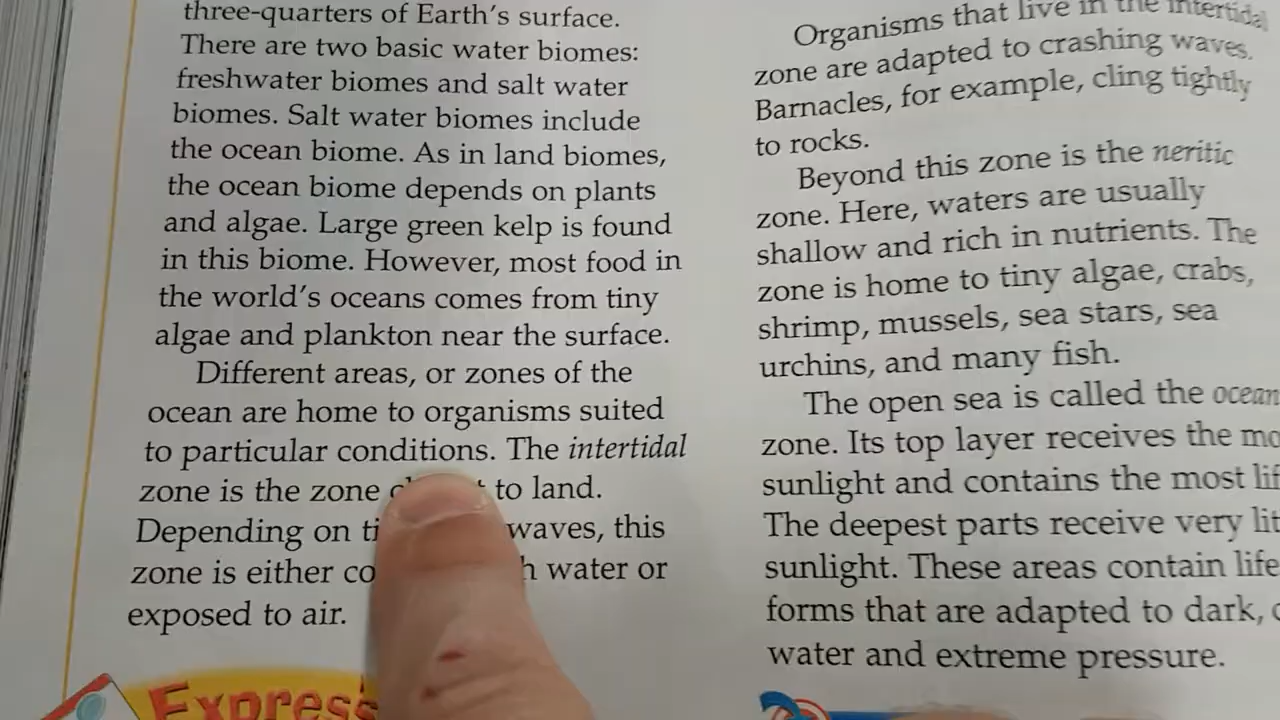 three-quarters of Earth's surface.
There are two basic water biomes:
freshwater biomes and salt water
biomes. Salt water biomes include
the ocean biome. As in land biomes,
the ocean biome depends on plants
and algae. Large green kelp is found
in this biome. However, most food in
the world's oceans comes from tiny
algae and plankton near the surface.
Different areas, or zones of the
ocean are home to organisms suited
to particular conditions. The intertidal
zone is the zone to land.
Depending on waves, this
zone is either water or
exposed to air.
Express
Organisms that live in the intertidal
zone are adapted to crashing waves.
Barnacles, for example, cling tightly
to rocks.
Beyond this zone is the neritic
zone. Here, waters are usually
shallow and rich in nutrients. The
zone is home to tiny algae, crabs,
shrimp, mussels, sea stars, sea
urchins, and many fish.
The open sea is called the ocean
zone. Its top layer receives the
sunlight and contains the most
The deepest parts receive very
sunlight. These areas contain life
forms that are adapted to dark,
water and extreme pressure.